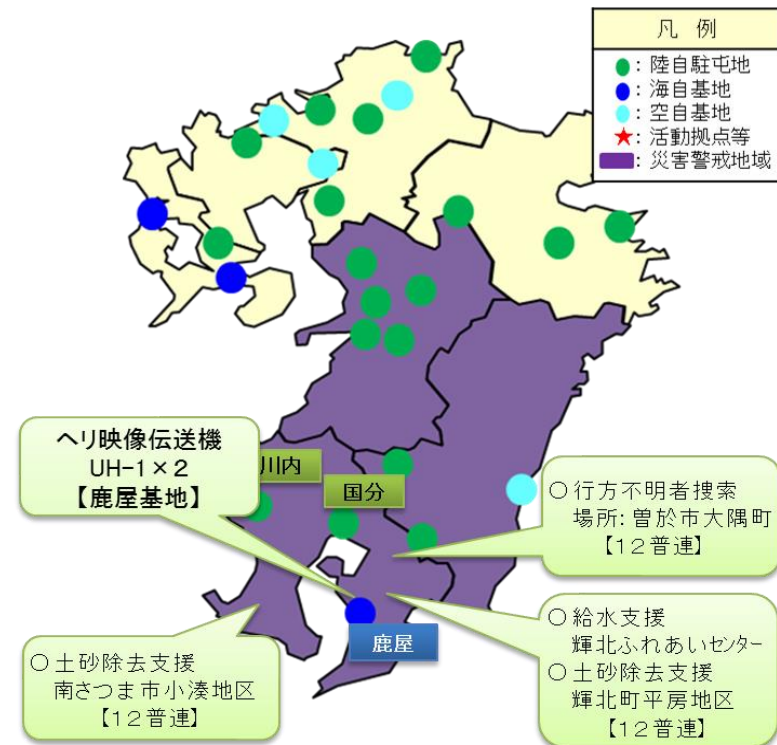 凡 例
●：陸自駐屯地
●：海自基地
●：空自基地
★：活動拠点等
：災害警戒地域
ヘリ映像伝送機
UH-1×2
【鹿屋基地】
川内
国分
○行方不明者捜索
場所：曽於市大隅町
【12普連】
鹿屋
○給水支援
輝北ふれあいセンター
○土砂除去支援
輝北町平房地区
【12普連】
○土砂除去支援
南さつま市小湊地区
【12普連】